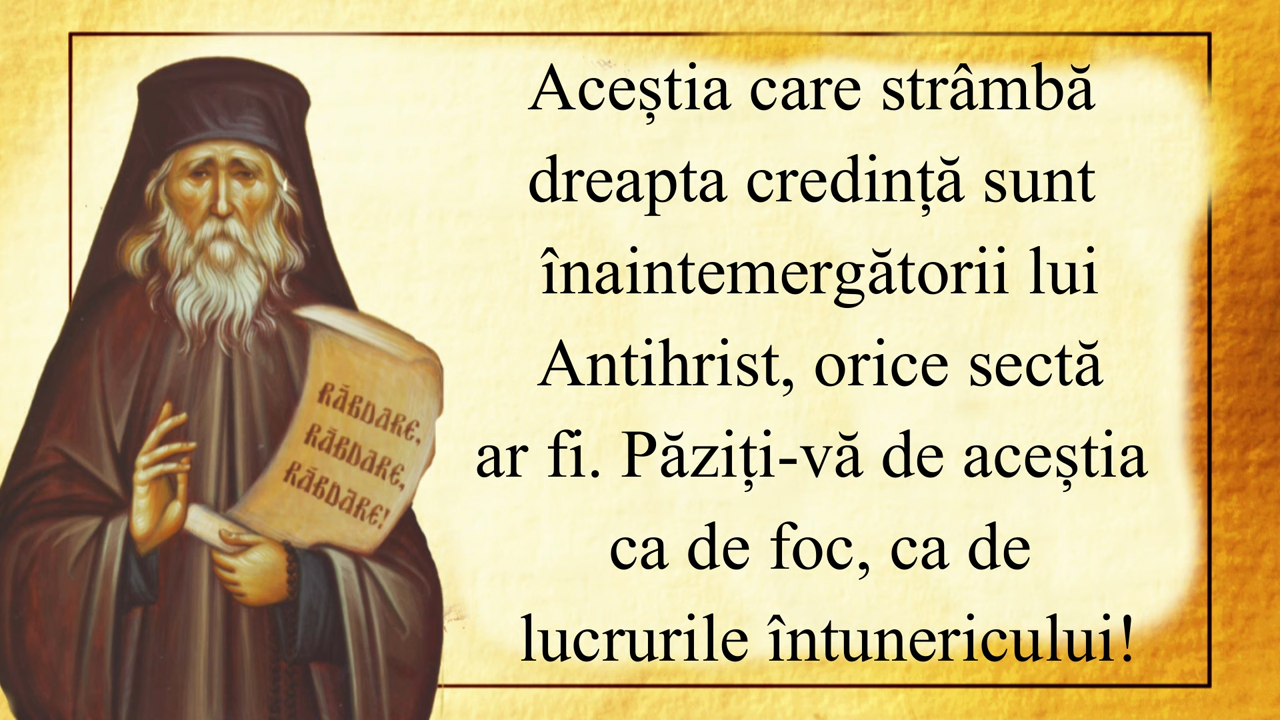 Aceștia care strâmbă
dreapta credință sunt
înaintemergătorii lui
Antihrist, orice sectă
ar fi. Păziți-vă de aceștia
ca de foc, ca de
lucrurile întunericului!
RĂBDARE,
RĂBDARE,
RĂBDARE!